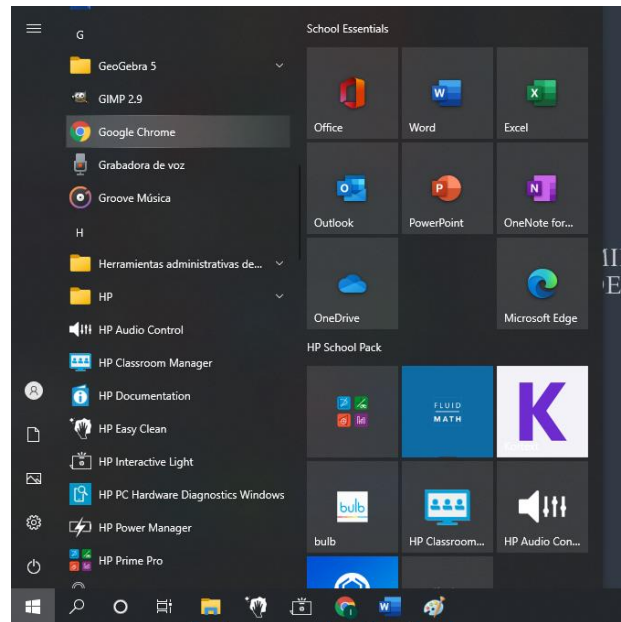 G
GeoGebra 5
GIMP 2.9
Google Chrome
Grabadora de voz
Groove Música
H
Herramientas administrativas de...
HP
HP Audio Control
HP Classroom Manager
HP Documentation
HP Easy Clean
HP Interactive Light
HP PC Hardware Diagnostics Windows
HP Power Manager
HP Prime Pro
School Essentials
Office
Word
Excel
Outlook
PowerPoint
OneNote for...
OneDrive
Microsoft Edge
HP School Pack
FLUID
MATH
K
bulb
bulb
HP Classroom...
HP Audio Con...